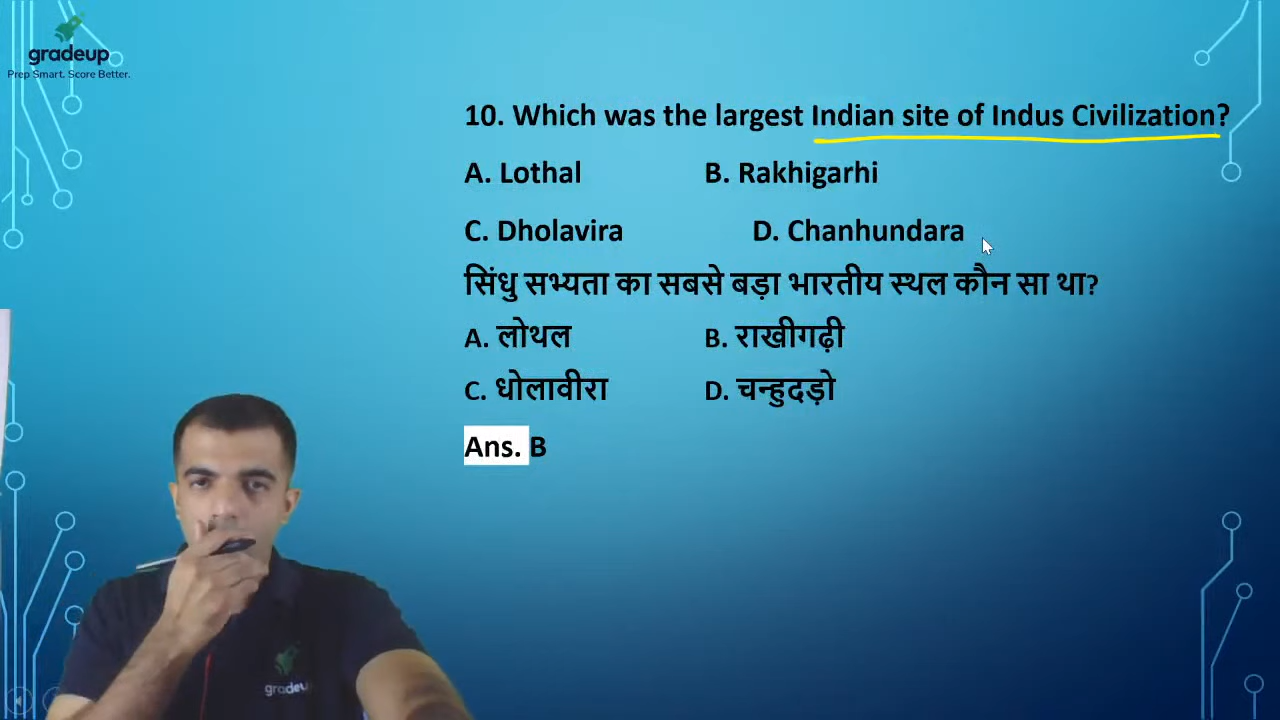 gradeup
Prep Smart. Score Better.
10. Which was the largest Indian site of Indus Civilization?
A. Lothal B. Rakhigarhi
C. Dholavira D. Chanhundara
सिंधु सभ्यता का सबसे बड़ा भारतीय स्थल कौन सा था?
A. लोथल B. राखीगढ़ी
C. धोलावीरा D. चन्हुदड़ो
Ans. B
gradeup